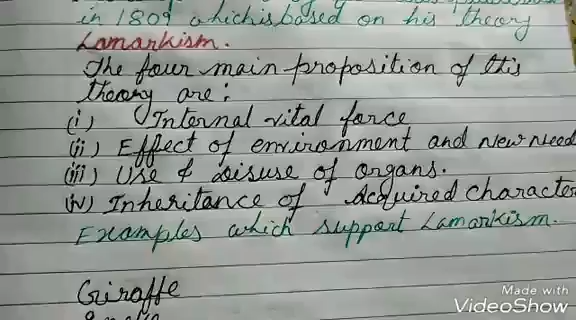 in 1809 which is based on his theory
Lamarkism.
The four main proposition of this
theory are:
(i) Internal vital force
(ii) Effect of environment and new need
(iii) Use & disuse of organs.
(iv) Inheritance of Acquired character
Examples which support Lamarkism.
Giraffe
Made with
VideoShow